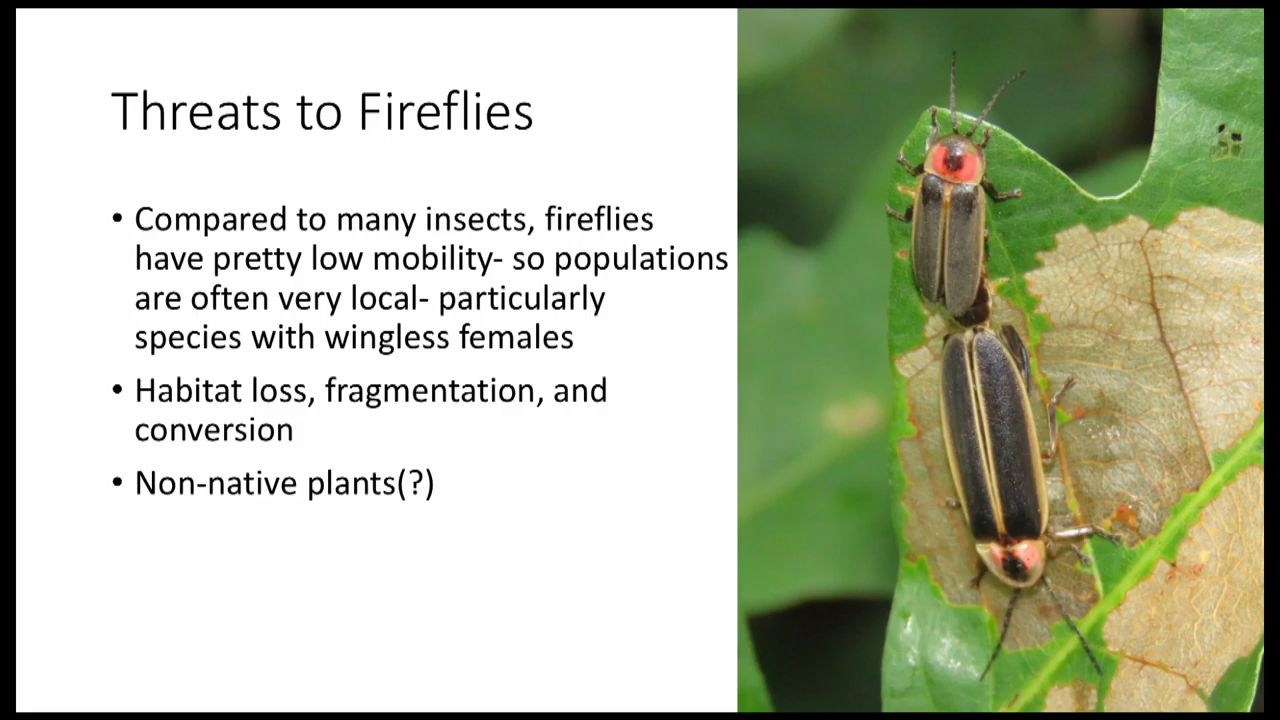 Threats to Fireflies
• Compared to many insects, fireflies
have pretty low mobility- so populations
are often very local- particularly
species with wingless females
• Habitat loss, fragmentation, and
conversion
• Non-native plants(?)